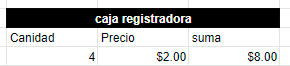 caja registradora
Canidad Precio suma
4 $2.00 $8.00